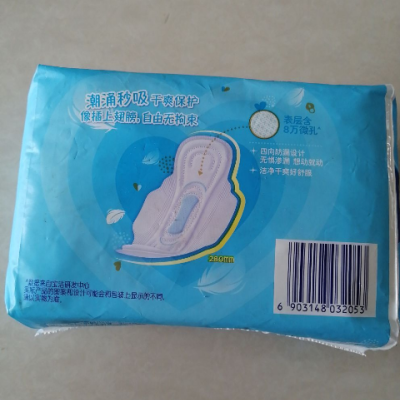 潮涌秒吸 干爽保护
像插上翅膀, 自由无拘束
表层含
8万微孔*
• 四向防漏设计
无惧渗漏 想动就动
• 洁净干爽好舒服
260mm
6 903148 032053